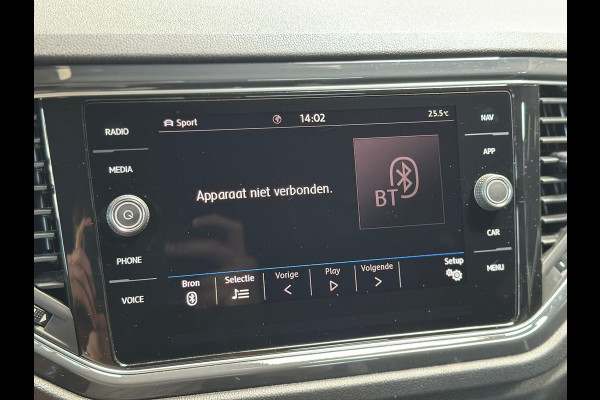 Sport 14:02 25.5°C
RADIO
MEDIA
PHONE
VOICE
Apparaat niet verbonden.
BT
Bron Selectie Vorige Play Volgende Setup
NAV
APP
CAR
MENU